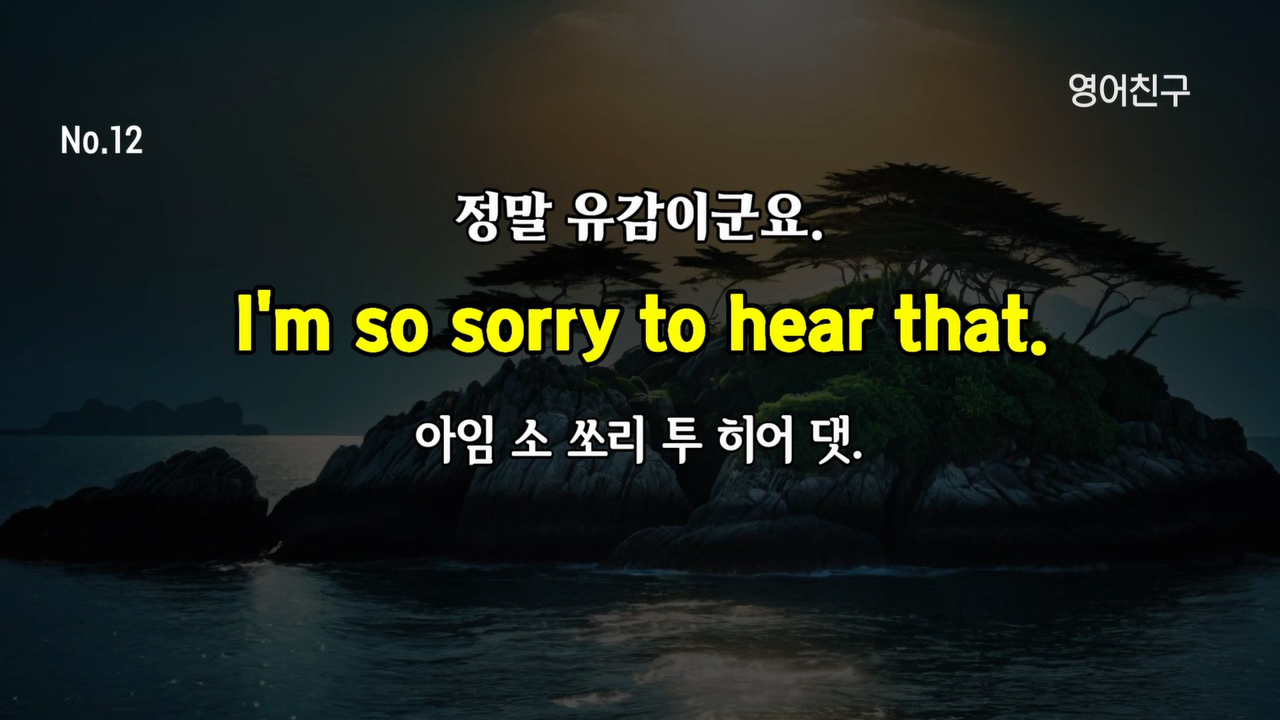 영어친구
No.12
정말 유감이군요.
I'm so sorry to hear that.
아임 소 쏘리 투 히어 댓.